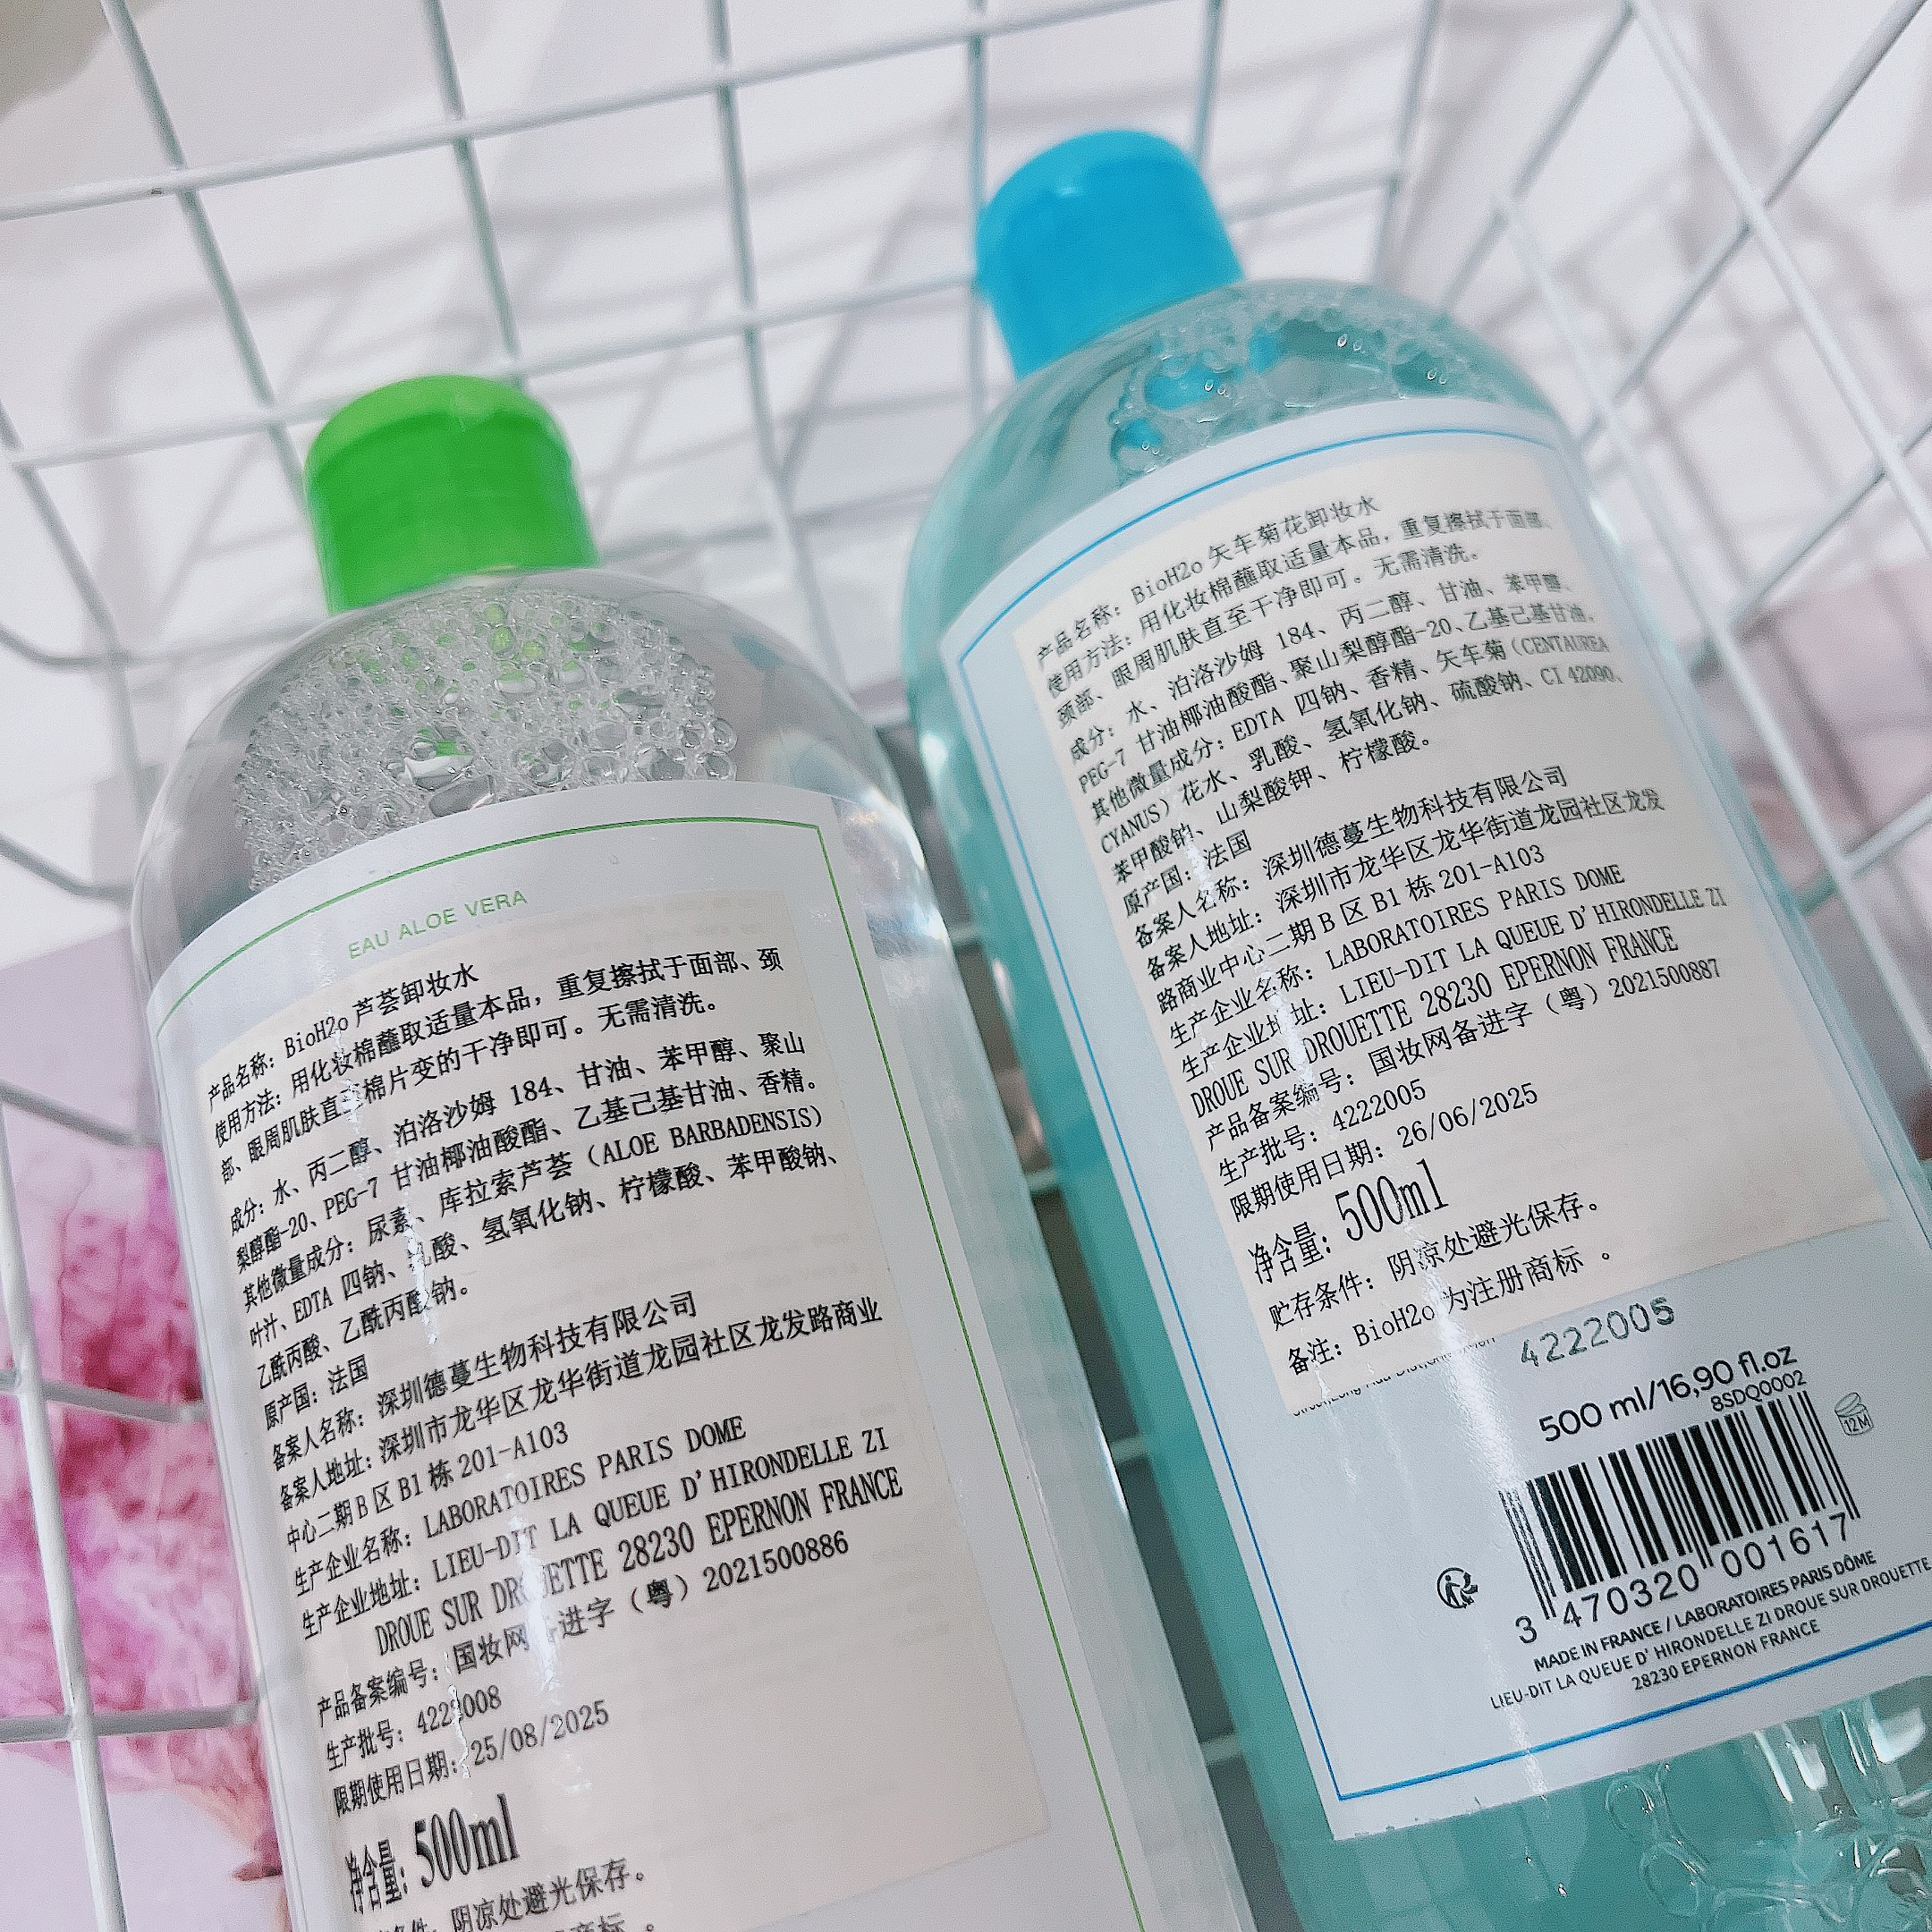 EAU ALOE VERA
产品名称：BioH2o 芦荟卸妆水
使用方法：用化妆棉蘸取适量本品，重复擦拭于面部、颈
部、眼周肌肤直至棉片变的干净即可。无需清洗。
成分：水、丙二醇、泊洛沙姆 184、甘油、苯甲醇、聚山
梨醇酯-20、PEG-7 甘油椰油酸酯、乙基己基甘油、香精。
其他微量成分：尿素、库拉索芦荟（ALOE BARBADENSIS）
叶汁、EDTA 四钠、乳酸、氢氧化钠、柠檬酸、苯甲酸钠、
乙酰丙酸、乙酰丙酸钠。
原产国：法国
备案人名称：深圳德蔓生物科技有限公司
备案人地址：深圳市龙华区龙华街道龙园社区龙发路商业
中心二期 B 区 B1 栋 201-A103
生产企业名称：LABORATOIRES PARIS DOME
生产企业地址：LIEU-DIT LA QUEUE D'HIRONDELLE ZI
DROUE SUR DROUETTE 28230 EPERNON FRANCE
产品备案编号：国妆网备进字（粤）2021500886
生产批号：4222008
限期使用日期：25/08/2025
净含量：500ml
条件：阴凉处避光保存。
商标 。
产品名称：BioH2o 矢车菊花卸妆水
使用方法：用化妆棉蘸取适量本品，重复擦拭于面部、
颈部、眼周肌肤直至干净即可。无需清洗。
成分：水、泊洛沙姆 184、丙二醇、甘油、苯甲醇、
PEG-7 甘油椰油酸酯、聚山梨醇酯-20、乙基己基甘油。
其他微量成分：EDTA 四钠、香精、矢车菊（CENTAUREA
CYANUS）花水、乳酸、氢氧化钠、硫酸钠、CI 42090、
苯甲酸钠、山梨酸钾、柠檬酸。
原产国：法国
备案人名称：深圳德蔓生物科技有限公司
备案人地址：深圳市龙华区龙华街道龙园社区龙发
路商业中心二期 B 区 B1 栋 201-A103
生产企业名称：LABORATOIRES PARIS DOME
生产企业地址：LIEU-DIT LA QUEUE D'HIRONDELLE ZI
DROUE SUR DROUETTE 28230 EPERNON FRANCE
产品备案编号：国妆网备进字（粤）2021500887
生产批号：4222005
限期使用日期：26/06/2025
净含量：500ml
贮存条件：阴凉处避光保存。
备注：BioH2o 为注册商标 。
4222005
500 ml/16,90 fl.oz
8SDQ0002
12M
3 470320 001617
MADE IN FRANCE / LABORATOIRES PARIS DÔME
LIEU-DIT LA QUEUE D' HIRONDELLE ZI DROUE SUR DROUETTE
28230 EPERNON FRANCE